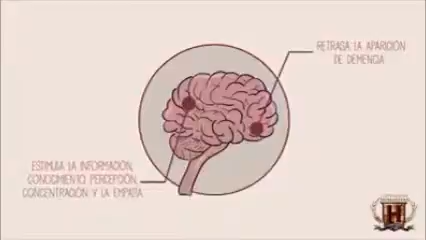 RETRASA LA APARICIÓN
DE DEMENCIA
ESTIMULA LA INFORMACIÓN,
CONOCIMIENTO, PERCEPCIÓN,
CONCENTRACIÓN Y LA EMPATÍA
H